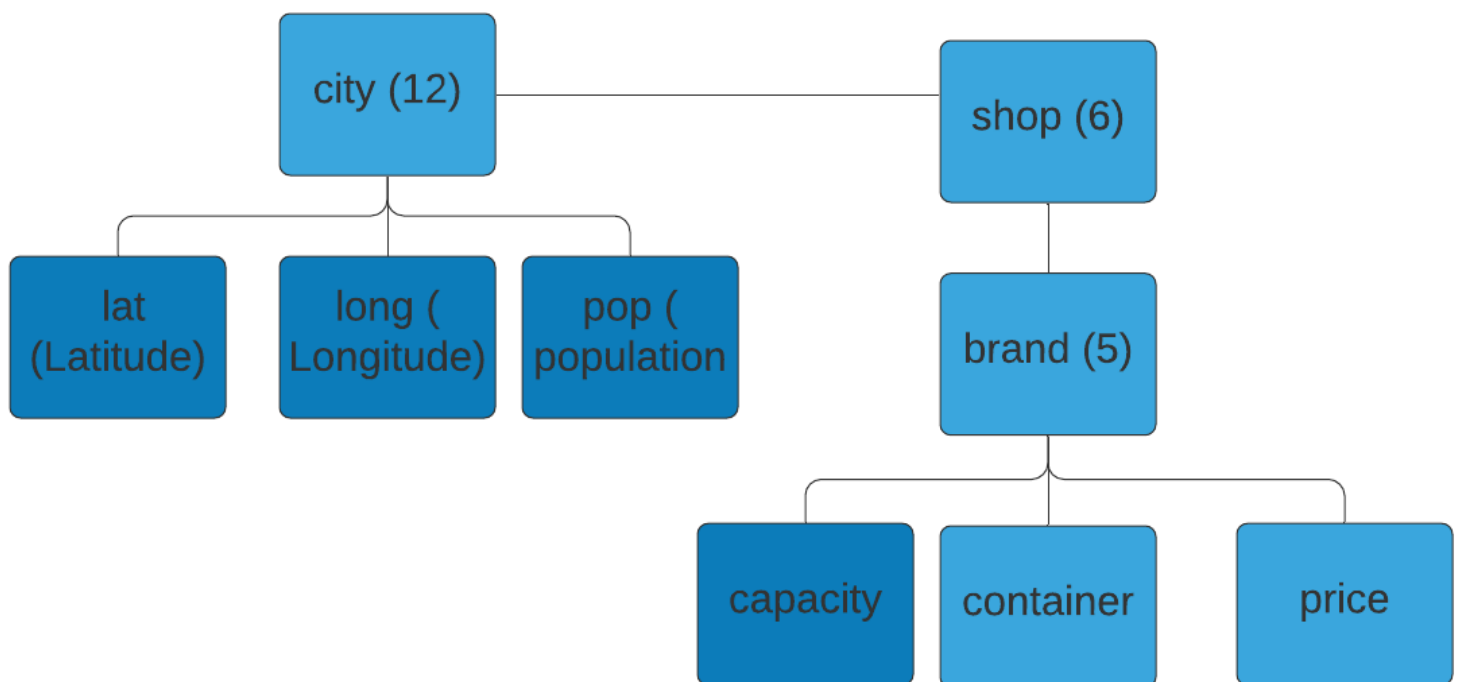 city (12)
shop (6)
lat
(Latitude)
long (
Longitude)
pop (
population
brand (5)
capacity
container
price